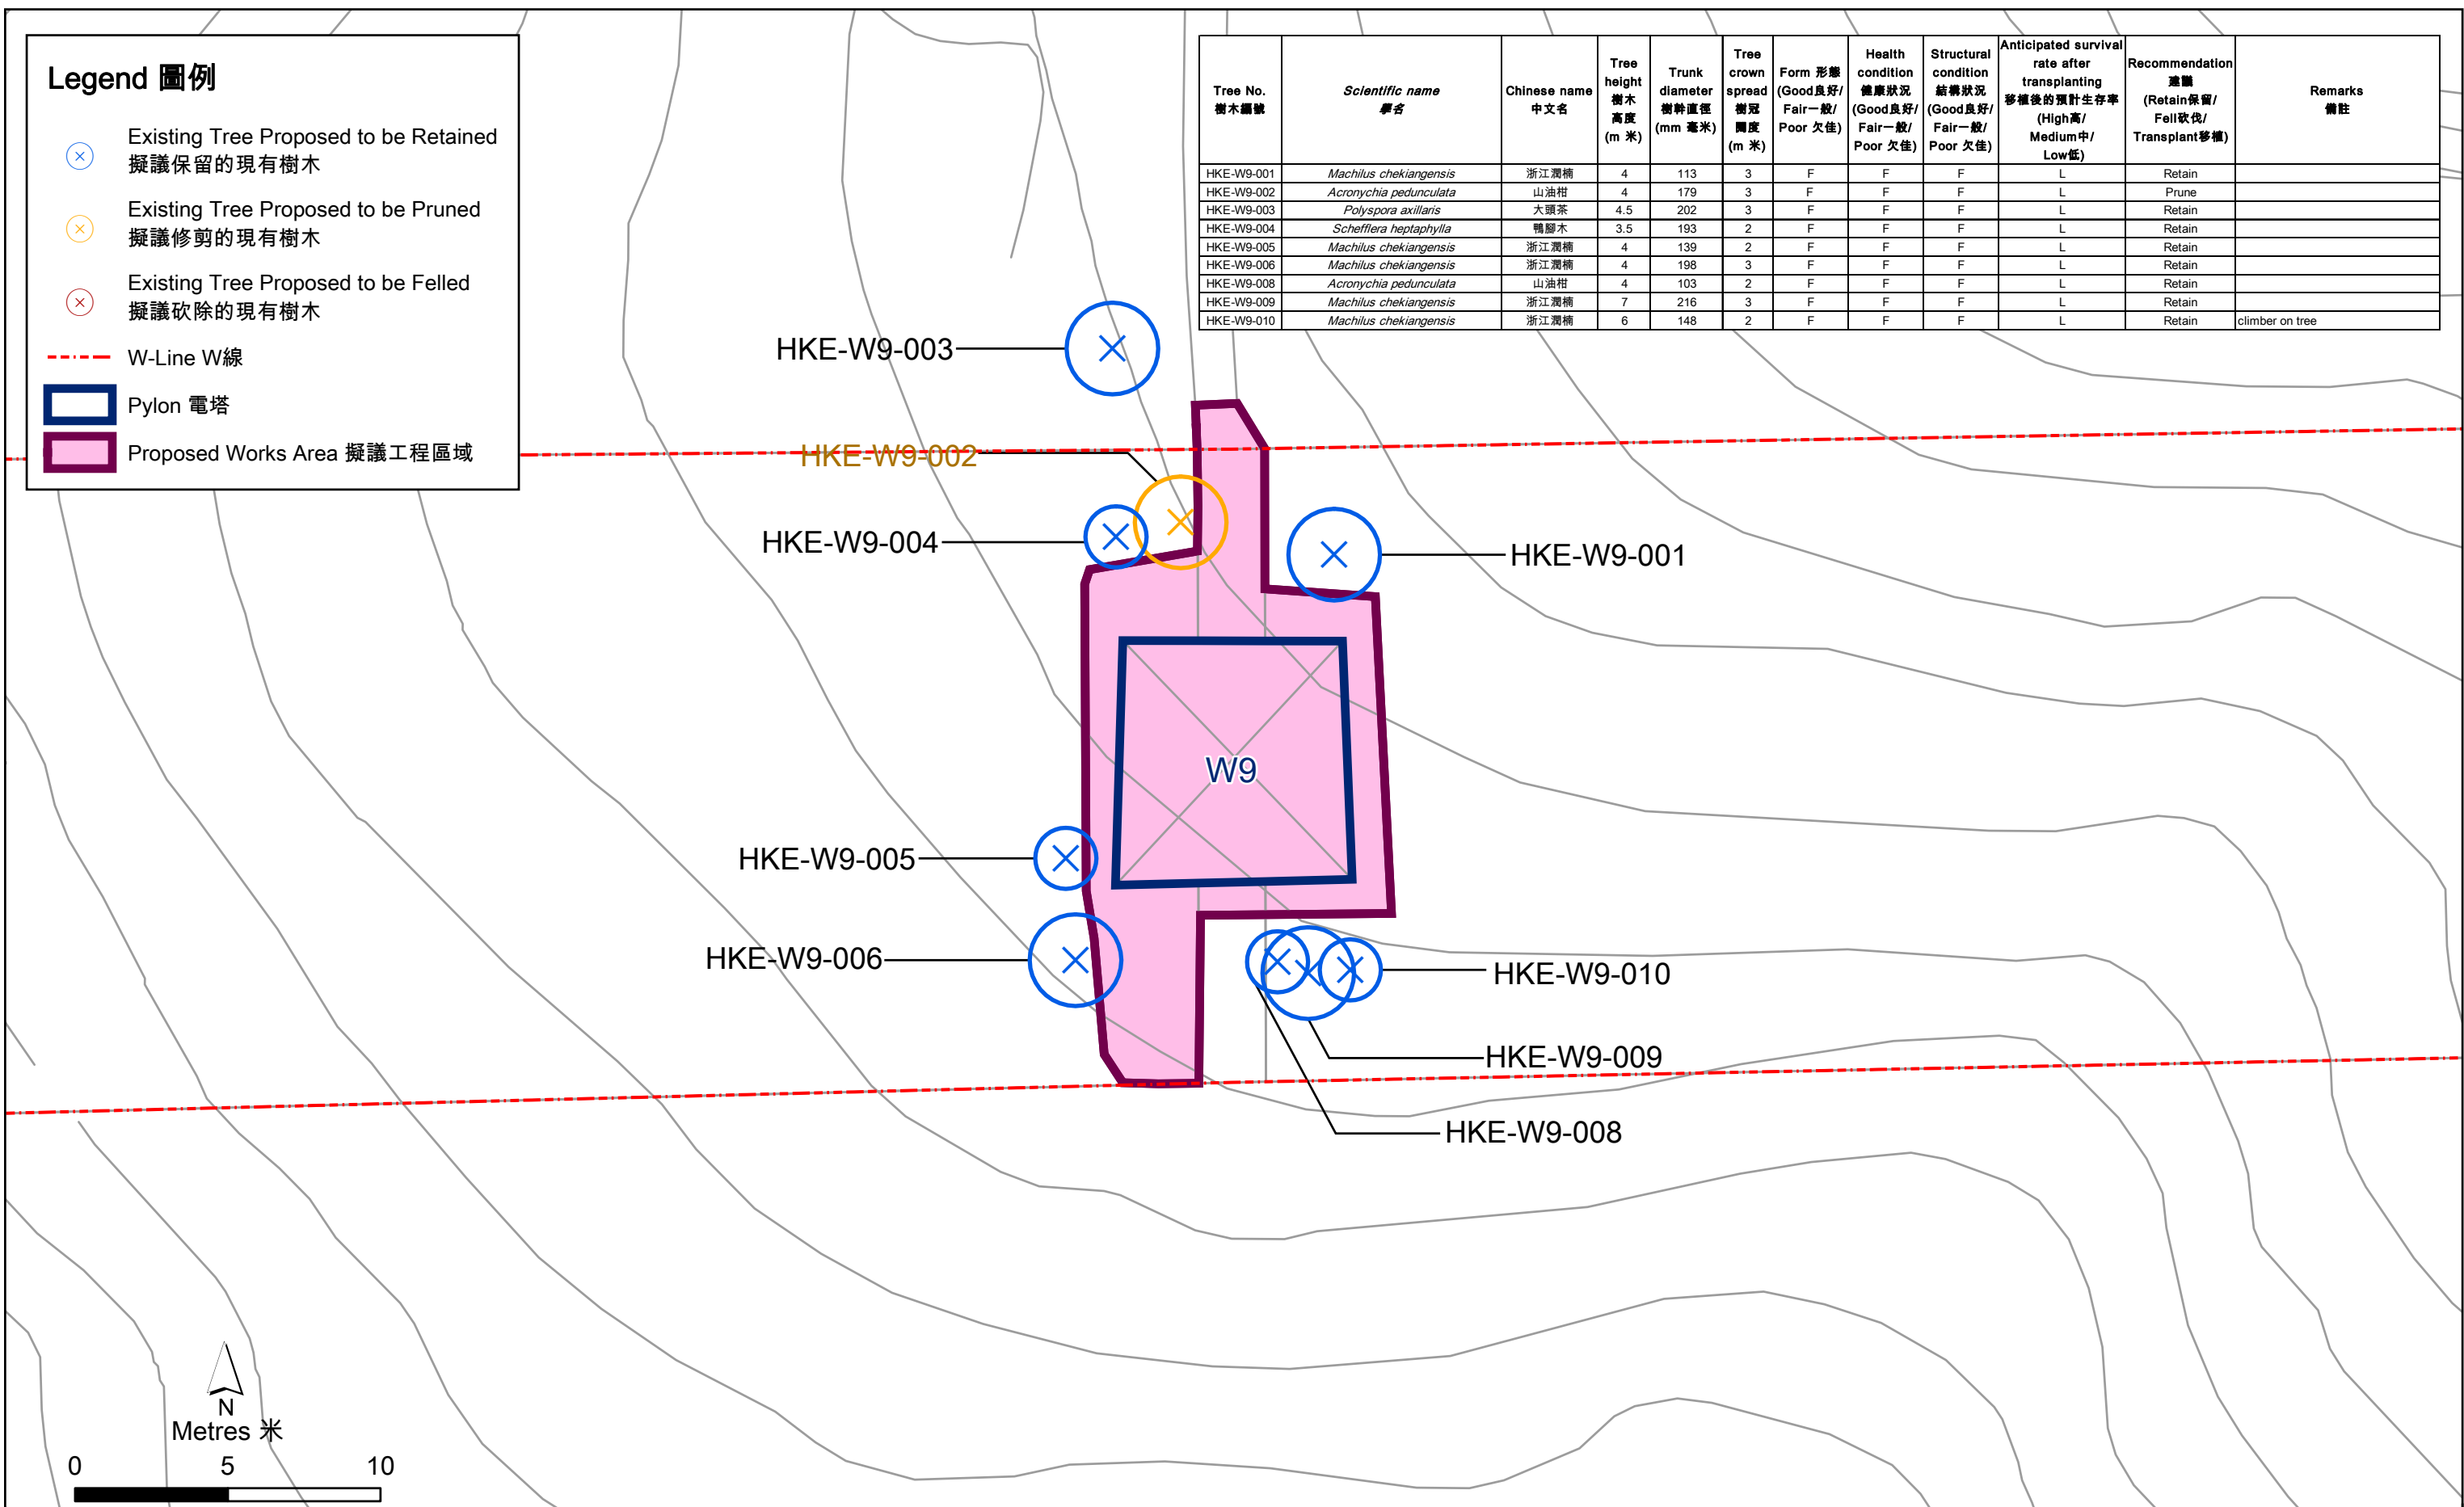 Legend 圖例
Existing Tree Proposed to be Retained
擬議保留的現有樹木
Existing Tree Proposed to be Pruned
擬議修剪的現有樹木
Existing Tree Proposed to be Felled
擬議砍除的現有樹木
W-Line W線
Pylon 電塔
Proposed Works Area 擬議工程區域
Tree No.
樹木編號
Scientific name
學名
Chinese name
中文名
Tree
height
樹木
高度
(m 米)
Trunk
diameter
樹幹直徑
(mm 毫米)
Tree
crown
spread
樹冠
闊度
(m 米)
Form 形態
(Good良好/
Fair一般/
Poor 欠佳)
Health
condition
健康狀況
(Good良好/
Fair一般/
Poor 欠佳)
Structural
condition
結構狀況
(Good良好/
Fair一般/
Poor 欠佳)
Anticipated survival
rate after
transplanting
移植後的預計生存率
(High高/
Medium中/
Low低)
Recommendation
建議
(Retain保留/
Fell砍伐/
Transplant移植)
Remarks
備註
HKE-W9-001 Machilus chekiangensis 浙江潤楠 4 113 3 F F F L Retain
HKE-W9-002 Acronychia pedunculata 山油柑 4 179 3 F F F L Prune
HKE-W9-003 Polyspora axillaris 大頭茶 4.5 202 3 F F F L Retain
HKE-W9-004 Schefflera heptaphylla 鴨腳木 3.5 193 2 F F F L Retain
HKE-W9-005 Machilus chekiangensis 浙江潤楠 4 139 2 F F F L Retain
HKE-W9-006 Machilus chekiangensis 浙江潤楠 4 198 3 F F F L Retain
HKE-W9-008 Acronychia pedunculata 山油柑 4 103 2 F F F L Retain
HKE-W9-009 Machilus chekiangensis 浙江潤楠 7 216 3 F F F L Retain
HKE-W9-010 Machilus chekiangensis 浙江潤楠 6 148 2 F F F L Retain climber on tree
HKE-W9-003
HKE-W9-002
HKE-W9-004
HKE-W9-001
W9
HKE-W9-005
HKE-W9-006
HKE-W9-010
HKE-W9-009
HKE-W9-008
N
Metres 米
0 5 10